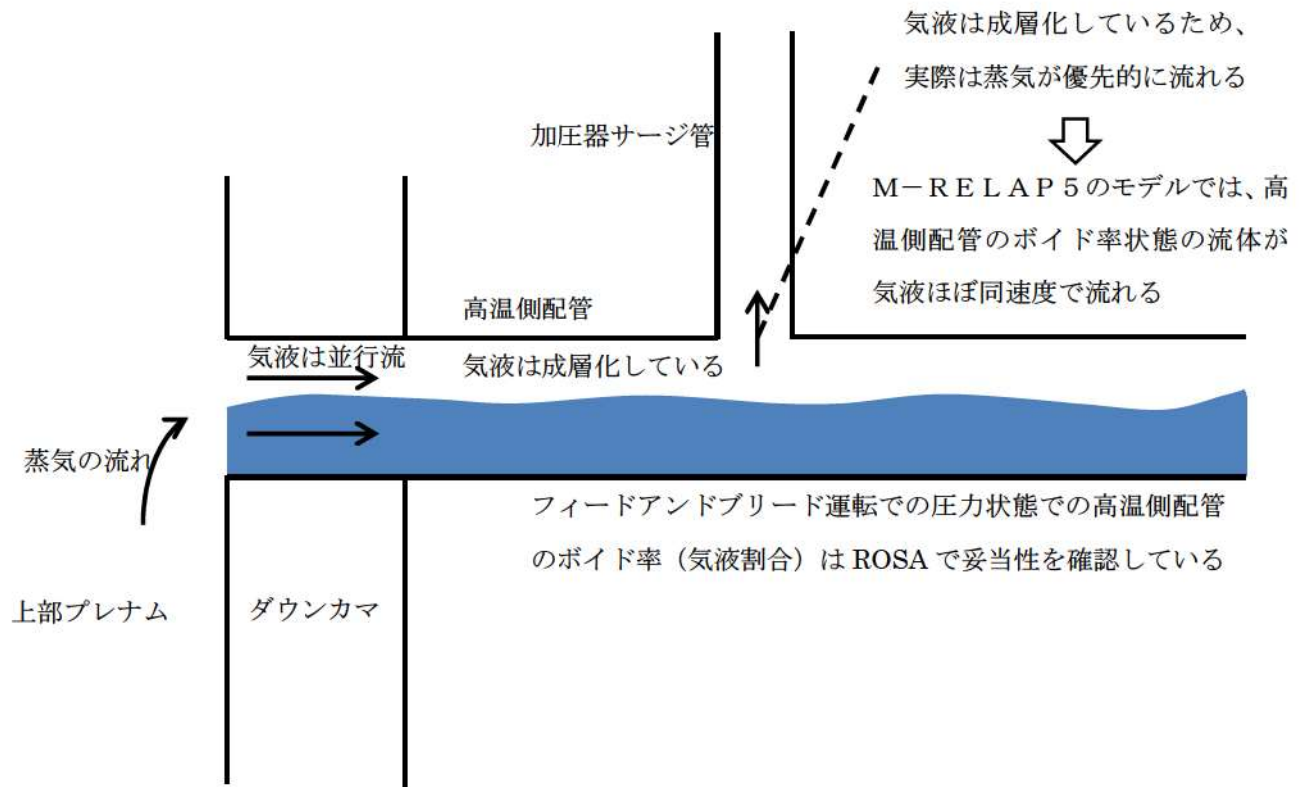 気液は成層化しているため、
実際は蒸気が優先的に流れる
加圧器サージ管
M－ＲＥＬＡＰ５のモデルでは、高
温側配管のボイド率状態の流体が
気液ほぼ同速度で流れる
高温側配管
気液は並行流
気液は成層化している
蒸気の流れ
フィードアンドブリード運転での圧力状態での高温側配管
のボイド率（気液割合）は ROSA で妥当性を確認している
上部プレナム
ダウンカマ